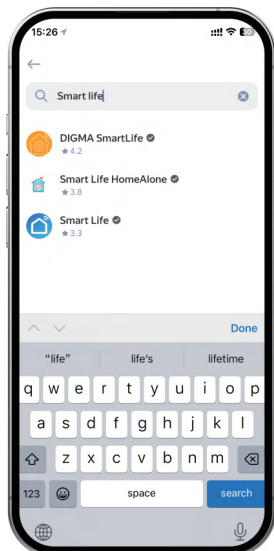 15:26
Smart life
DIGMA SmartLife
★ 4.2
Smart Life HomeAlone
★ 3.8
Smart Life
★ 3.3
Done
“life” life's lifetime
q w e r t y u i o p
a s d f g h j k l
z x c v b n m
123 space search